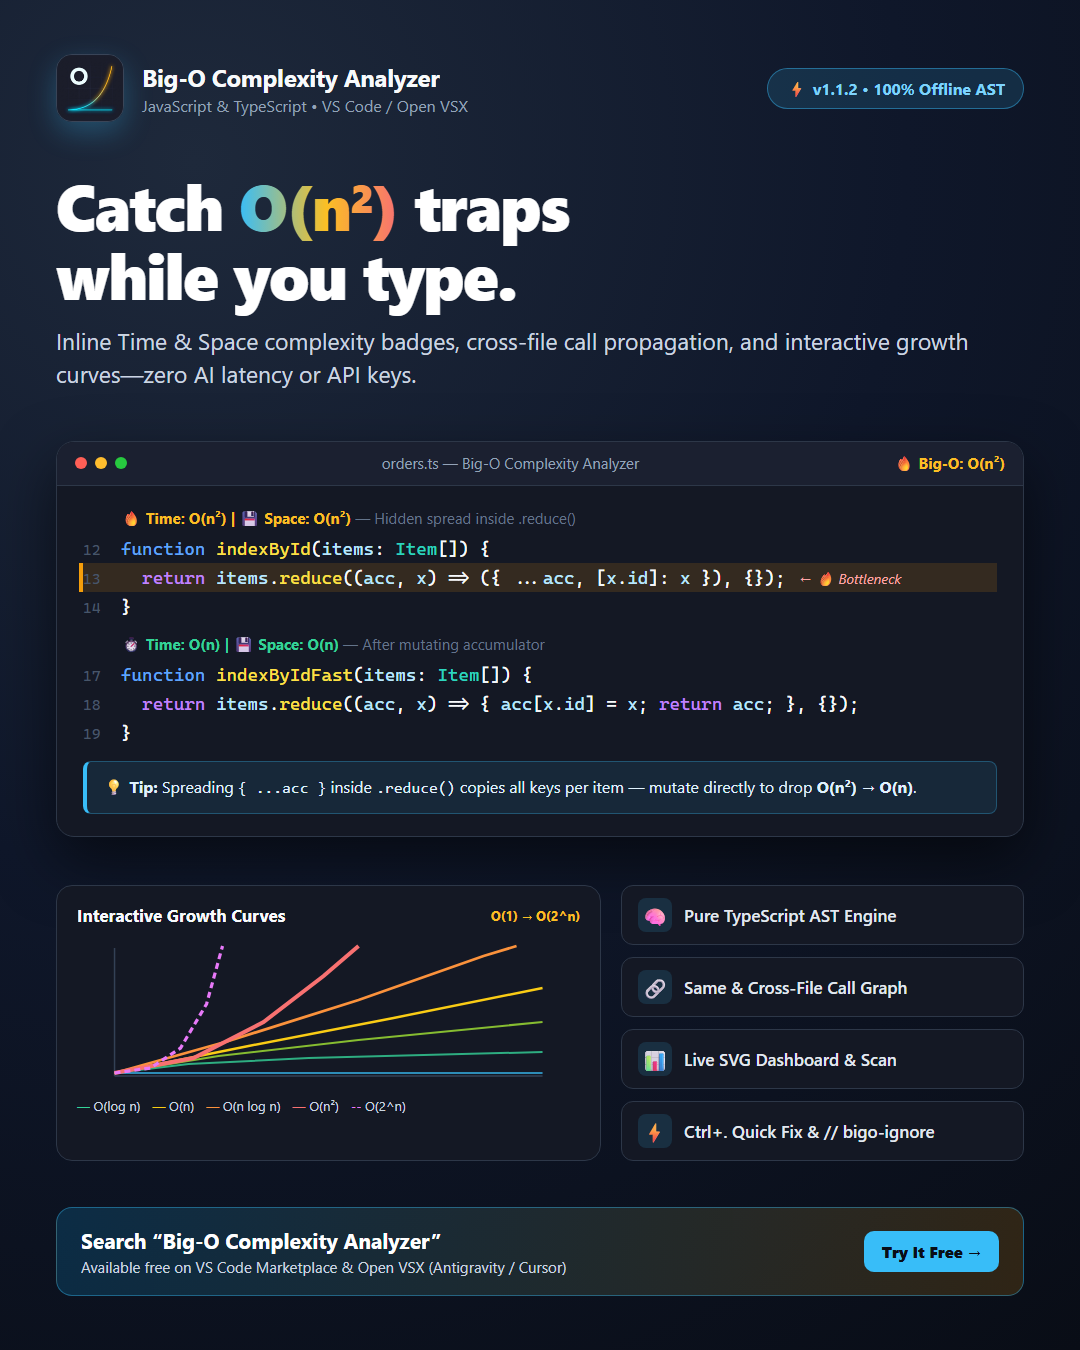 Big-O Complexity Analyzer
JavaScript & TypeScript • VS Code / Open VSX
v1.1.2 • 100% Offline AST
Catch O(n²) traps
while you type.
Inline Time & Space complexity badges, cross-file call propagation, and interactive growth
curves—zero AI latency or API keys.
orders.ts — Big-O Complexity Analyzer
Big-O: O(n²)
Time: O(n²) | Space: O(n²) — Hidden spread inside .reduce()
12 function indexById(items: Item[]) {
13 return items.reduce((acc, x) => ({ ...acc, [x.id]: x }), {}); ← Bottleneck
14 }
Time: O(n) | Space: O(n) — After mutating accumulator
17 function indexByIdFast(items: Item[]) {
18 return items.reduce((acc, x) => { acc[x.id] = x; return acc; }, {});
19 }
Tip: Spreading { ...acc } inside .reduce() copies all keys per item — mutate directly to drop O(n²) → O(n).
Interactive Growth Curves
O(1) → O(2^n)
— O(log n) — O(n) — O(n log n) — O(n²) -- O(2^n)
Pure TypeScript AST Engine
Same & Cross-File Call Graph
Live SVG Dashboard & Scan
Ctrl+. Quick Fix & // bigo-ignore
Search “Big-O Complexity Analyzer”
Available free on VS Code Marketplace & Open VSX (Antigravity / Cursor)
Try It Free →